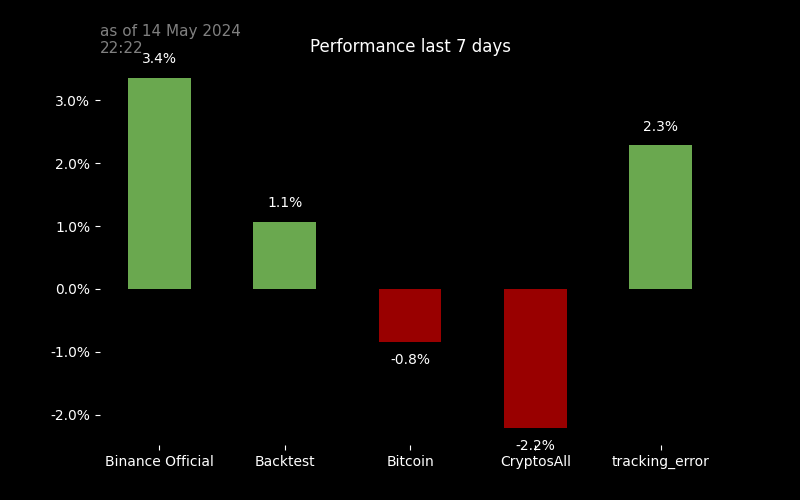 as of 14 May 2024
22:22
Performance last 7 days
3.4%
3.0%
2.3%
2.0%
1.1%
1.0%
0.0%
-0.8%
-1.0%
-2.0%
-2.2%
Binance Official
Backtest
Bitcoin
CryptosAll
tracking_error